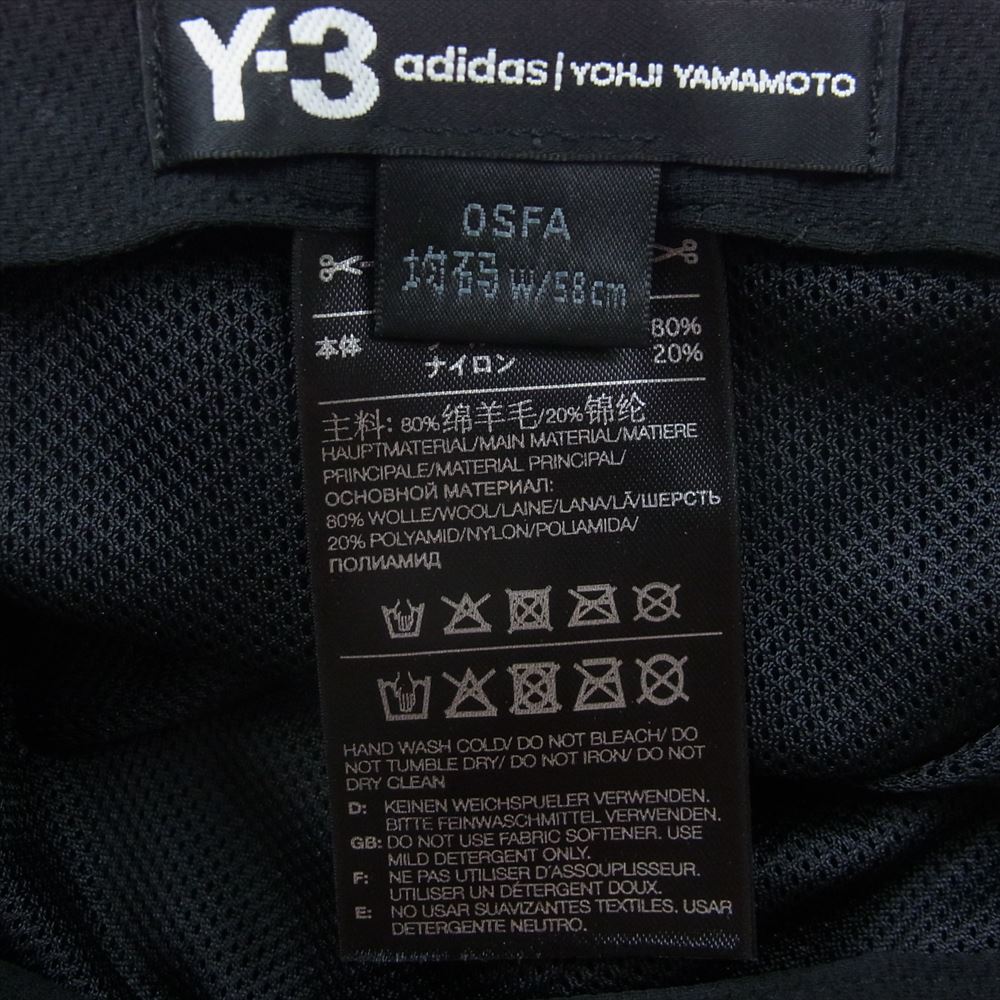 Y-3 adidas | YOHJI YAMAMOTO
OSFA
均码 W/58cm
80%
本体 ナイロン 20%
主料: 80%绵羊毛/20%锦纶
HAUPTMATERIAL/MAIN MATERIAL/MATIERE
PRINCIPALE/MATERIAL PRINCIPAL/
ОСНОВНОЙ МАТЕРИАЛ:
80% WOLLE/WOOL/LAINE/LANA/LÃ/ШЕРСТЬ
20% POLYAMID/NYLON/POLIAMIDA/
ПОЛИАМИД
HAND WASH COLD/ DO NOT BLEACH/ DO
NOT TUMBLE DRY/ DO NOT IRON/ DO NOT
DRY CLEAN
D: KEINEN WEICHSPUELER VERWENDEN.
BITTE FEINWASCHMITTEL VERWENDEN.
GB: DO NOT USE FABRIC SOFTENER. USE
MILD DETERGENT ONLY.
F: NE PAS UTILISER D'ASSOUPLISSEUR.
UTILISER UN DÉTERGENT DOUX.
E: NO USAR SUAVIZANTES TEXTILES. USAR
DETERGENTE NEUTRO.